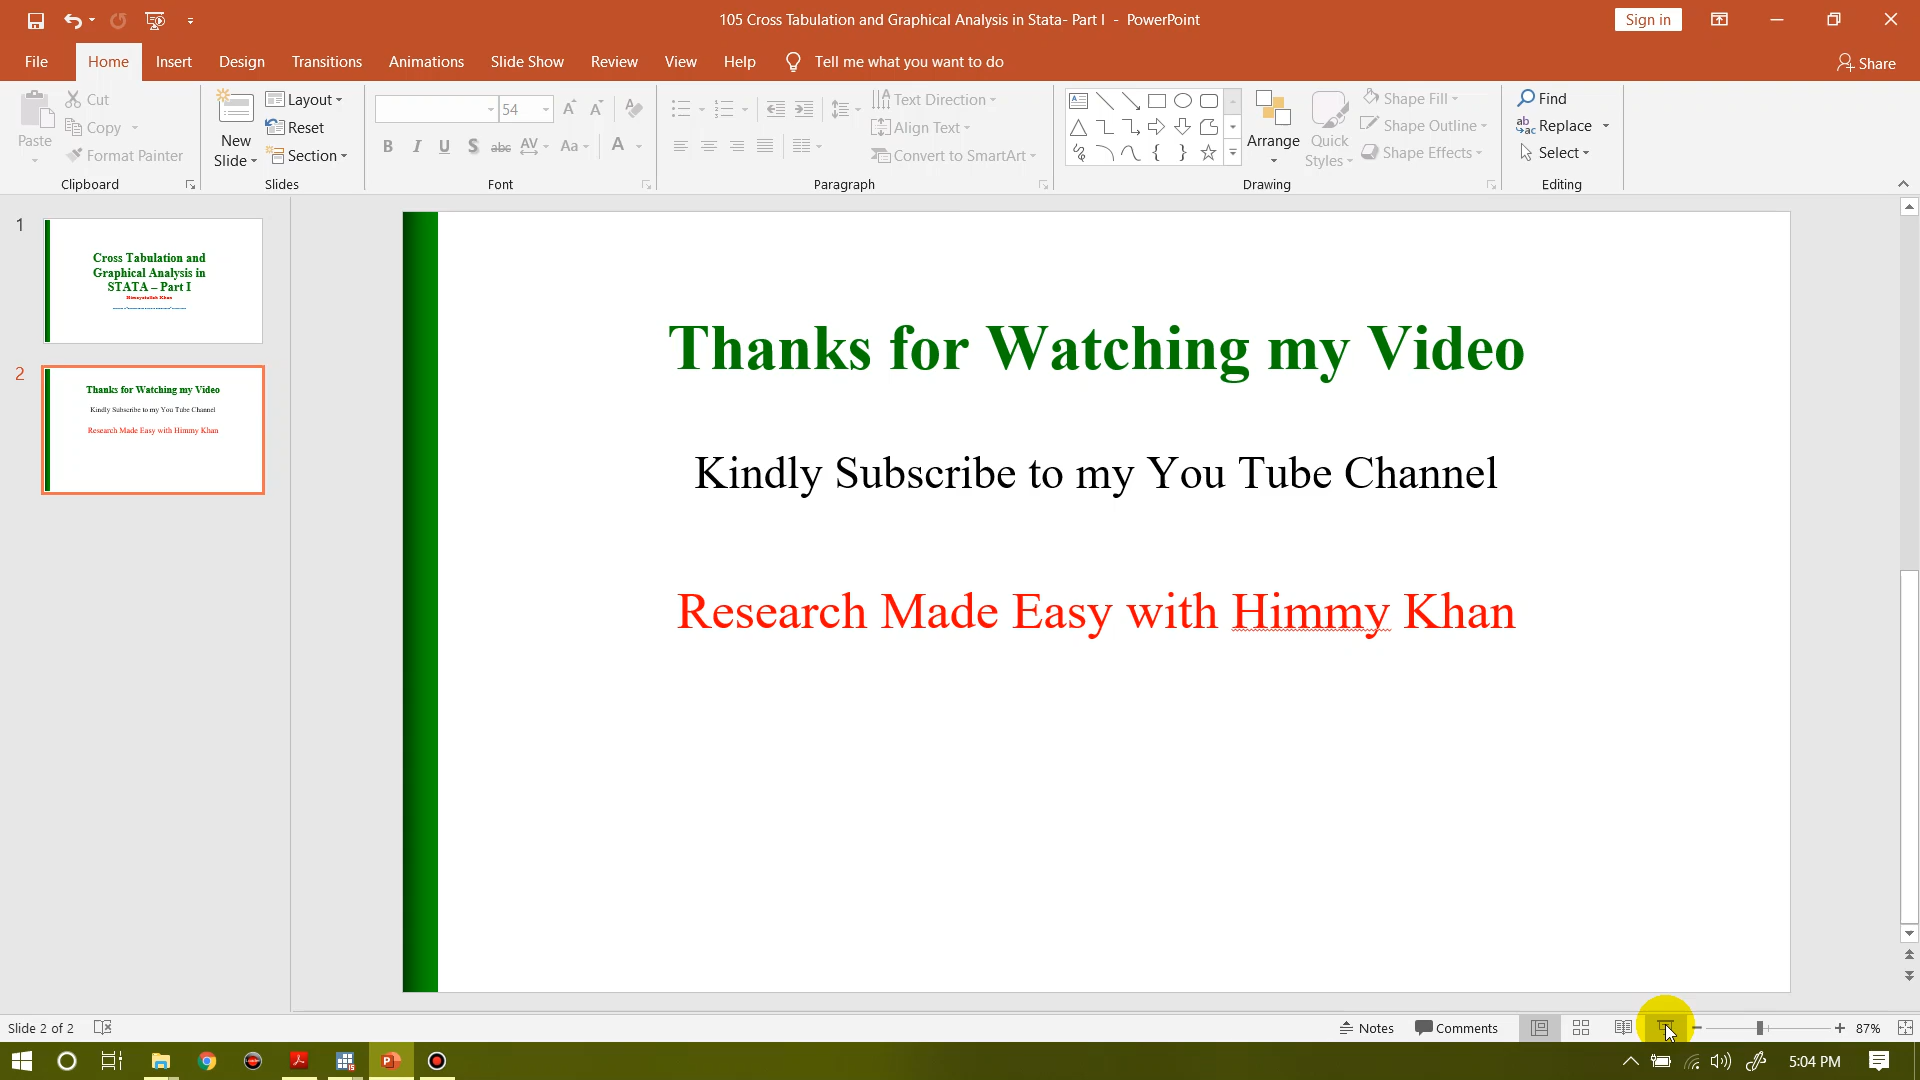 105 Cross Tabulation and Graphical Analysis in Stata- Part I - PowerPoint
Sign in
File
Home
Insert
Design
Transitions
Animations
Slide Show
Review
View
Help
Tell me what you want to do
Share
Paste
Cut
Copy
Format Painter
Clipboard
New
Slide
Layout
Reset
Section
Slides
54
B I U S abc AV Aa A
Font
Text Direction
Align Text
Convert to SmartArt
Paragraph
Arrange
Quick
Styles
Shape Fill
Shape Outline
Shape Effects
Drawing
Find
Replace
Select
Editing
1
Cross Tabulation and
Graphical Analysis in
STATA – Part I
Himayatullah Khan
2
Thanks for Watching my Video
Kindly Subscribe to my You Tube Channel
Research Made Easy with Himmy Khan
Thanks for Watching my Video
Kindly Subscribe to my You Tube Channel
Research Made Easy with Himmy Khan
Slide 2 of 2
Notes
Comments
87%
5:04 PM